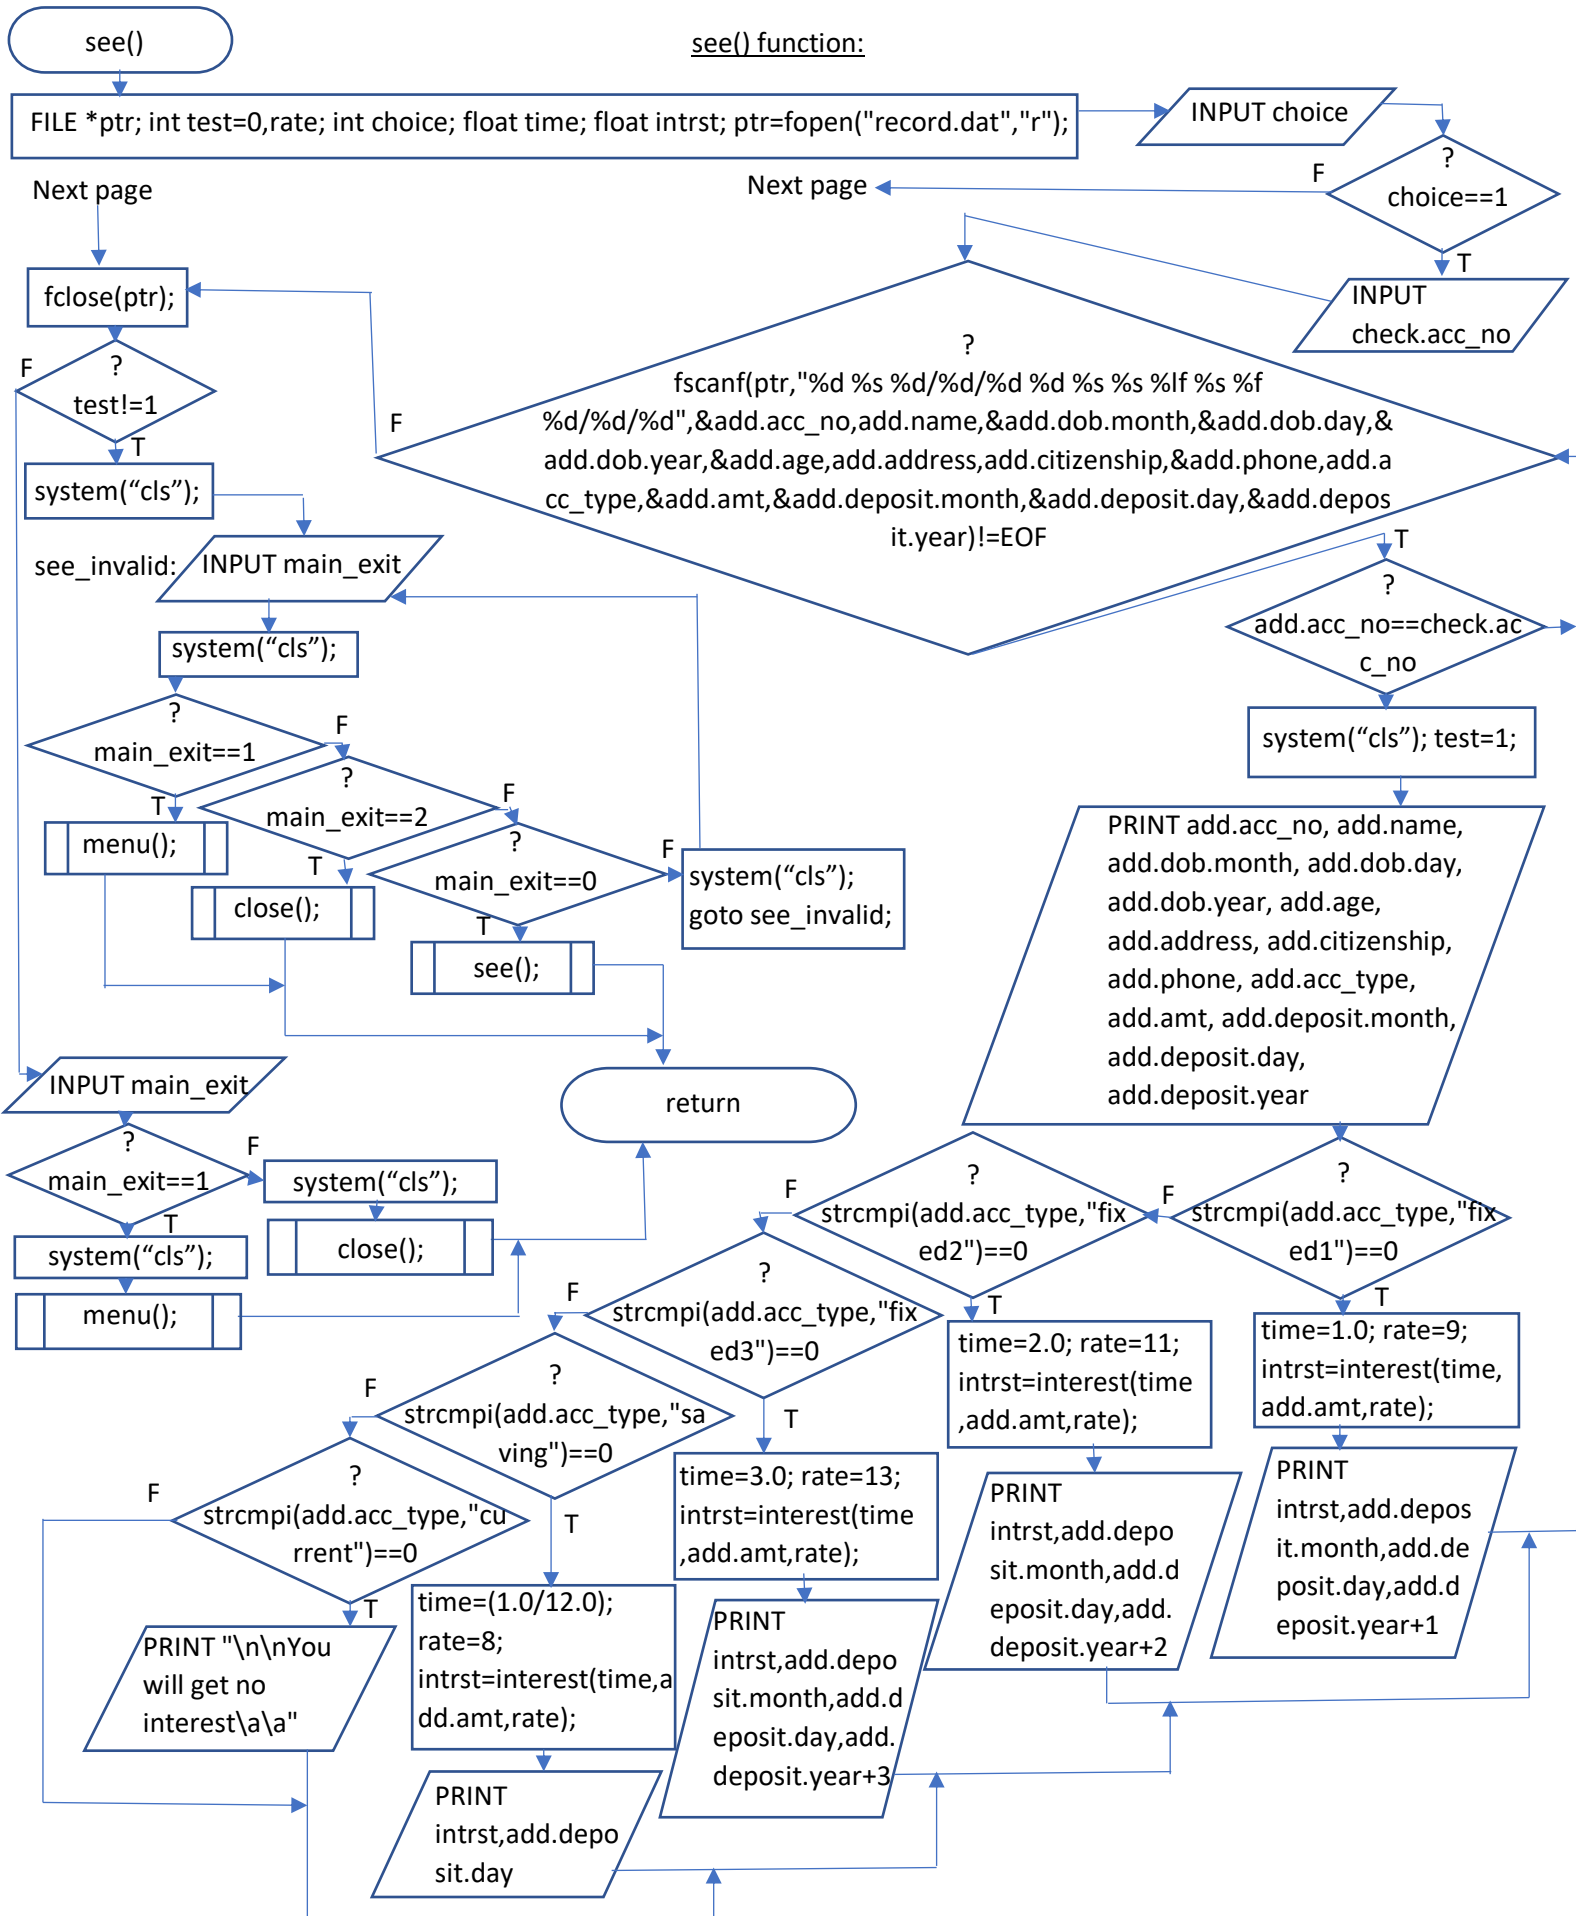 see()
see() function:
FILE *ptr; int test=0,rate; int choice; float time; float intrst; ptr=fopen("record.dat","r");
INPUT choice
?
choice==1
F
T
Next page
Next page
INPUT
check.acc_no
fclose(ptr);
?
fscanf(ptr,"%d %s %d/%d/%d %d %s %s %lf %s %f
%d/%d/%d",&add.acc_no,add.name,&add.dob.month,&add.dob.day,&
add.dob.year,&add.age,add.address,add.citizenship,&add.phone,add.a
cc_type,&add.amt,&add.deposit.month,&add.deposit.day,&add.depos
it.year)!=EOF
F
T
F
?
test!=1
T
system(“cls”);
see_invalid:
INPUT main_exit
system(“cls”);
?
main_exit==1
F
T
menu();
?
main_exit==2
F
T
close();
?
main_exit==0
F
T
see();
system(“cls”);
goto see_invalid;
?
add.acc_no==check.ac
c_no
system(“cls”); test=1;
PRINT add.acc_no, add.name,
add.dob.month, add.dob.day,
add.dob.year, add.age,
add.address, add.citizenship,
add.phone, add.acc_type,
add.amt, add.deposit.month,
add.deposit.day,
add.deposit.year
INPUT main_exit
return
?
main_exit==1
F
T
system(“cls”);
close();
system(“cls”);
menu();
?
strcmpi(add.acc_type,"fix
ed1")==0
F
T
time=1.0; rate=9;
intrst=interest(time,
add.amt,rate);
PRINT
intrst,add.depos
it.month,add.de
posit.day,add.d
eposit.year+1
?
strcmpi(add.acc_type,"fix
ed2")==0
F
T
time=2.0; rate=11;
intrst=interest(time
,add.amt,rate);
PRINT
intrst,add.depo
sit.month,add.d
eposit.day,add.
deposit.year+2
?
strcmpi(add.acc_type,"fix
ed3")==0
F
T
time=3.0; rate=13;
intrst=interest(time
,add.amt,rate);
PRINT
intrst,add.depo
sit.month,add.d
eposit.day,add.
deposit.year+3
?
strcmpi(add.acc_type,"sa
ving")==0
F
T
time=(1.0/12.0);
rate=8;
intrst=interest(time,a
dd.amt,rate);
PRINT
intrst,add.depo
sit.day
?
strcmpi(add.acc_type,"cu
rrent")==0
F
T
PRINT "\n\nYou
will get no
interest\a\a"